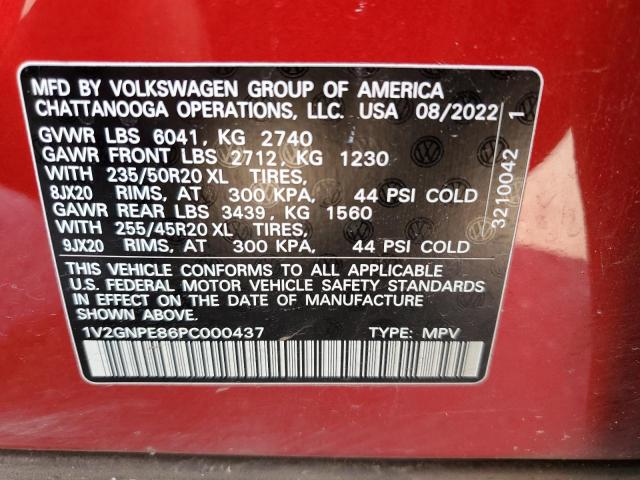 MFD BY VOLKSWAGEN GROUP OF AMERICA
CHATTANOOGA OPERATIONS, LLC. USA 08/2022
GVWR LBS 6041, KG 2740
GAWR FRONT LBS 2712, KG 1230
WITH 235/50R20 XL TIRES,
8JX20 RIMS, AT 300 KPA, 44 PSI COLD
GAWR REAR LBS 3439, KG 1560
WITH 255/45R20 XL TIRES,
9JX20 RIMS, AT 300 KPA, 44 PSI COLD
THIS VEHICLE CONFORMS TO ALL APPLICABLE
U.S. FEDERAL MOTOR VEHICLE SAFETY STANDARDS
IN EFFECT ON THE DATE OF MANUFACTURE
SHOWN ABOVE.
1V2GNPE86PC000437 TYPE: MPV
3210042 1